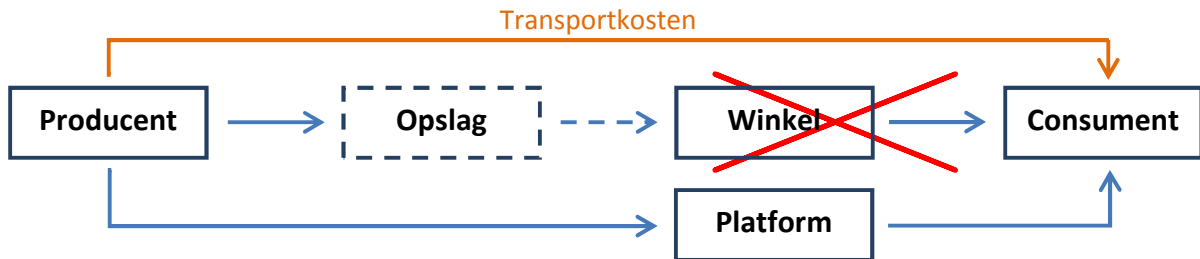 Transportkosten
Producent
Opslag
Winkel
Consument
Platform